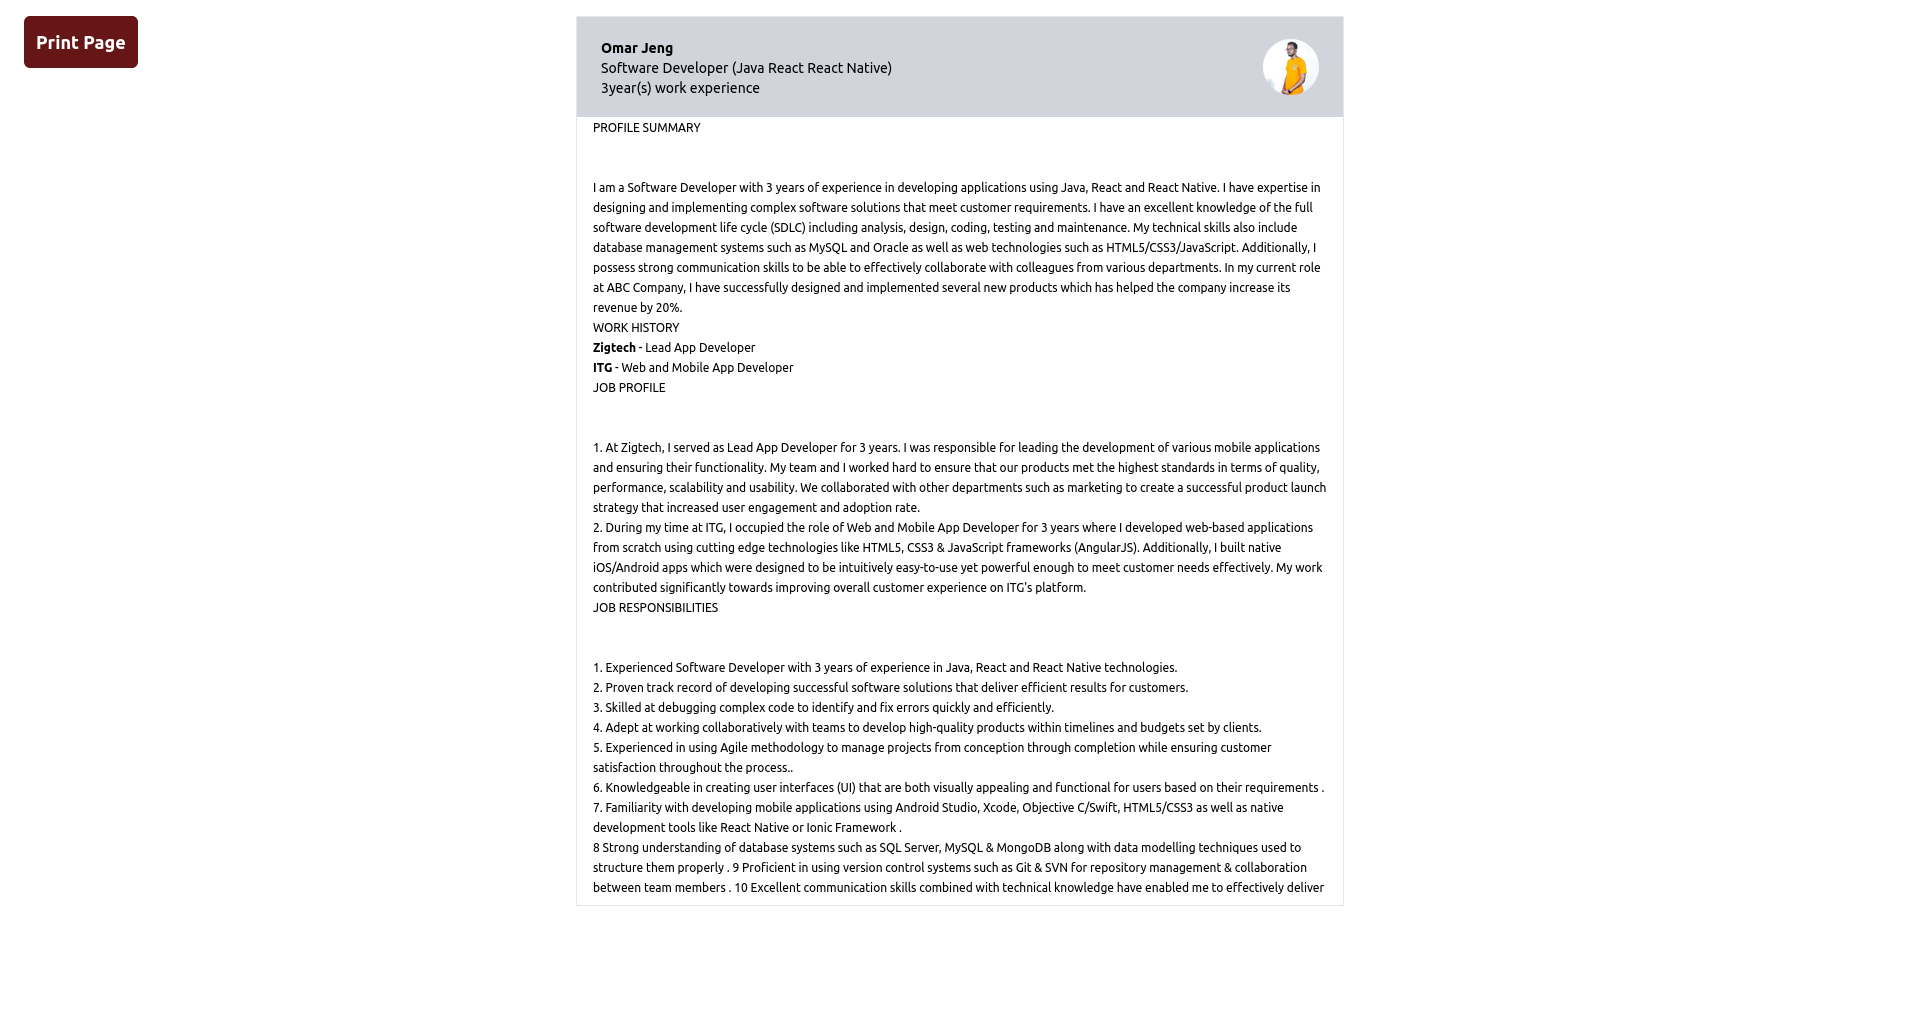 Print Page
Omar Jeng
Software Developer (Java React React Native)
3year(s) work experience
PROFILE SUMMARY
I am a Software Developer with 3 years of experience in developing applications using Java, React and React Native. I have expertise in
designing and implementing complex software solutions that meet customer requirements. I have an excellent knowledge of the full
software development life cycle (SDLC) including analysis, design, coding, testing and maintenance. My technical skills also include
database management systems such as MySQL and Oracle as well as web technologies such as HTML5/CSS3/JavaScript. Additionally, I
possess strong communication skills to be able to effectively collaborate with colleagues from various departments. In my current role
at ABC Company, I have successfully designed and implemented several new products which has helped the company increase its
revenue by 20%.
WORK HISTORY
Zigtech - Lead App Developer
ITG - Web and Mobile App Developer
JOB PROFILE
1. At Zigtech, I served as Lead App Developer for 3 years. I was responsible for leading the development of various mobile applications
and ensuring their functionality. My team and I worked hard to ensure that our products met the highest standards in terms of quality,
performance, scalability and usability. We collaborated with other departments such as marketing to create a successful product launch
strategy that increased user engagement and adoption rate.
2. During my time at ITG, I occupied the role of Web and Mobile App Developer for 3 years where I developed web-based applications
from scratch using cutting edge technologies like HTML5, CSS3 & JavaScript frameworks (AngularJS). Additionally, I built native
iOS/Android apps which were designed to be intuitively easy-to-use yet powerful enough to meet customer needs effectively. My work
contributed significantly towards improving overall customer experience on ITG's platform.
JOB RESPONSIBILITIES
1. Experienced Software Developer with 3 years of experience in Java, React and React Native technologies.
2. Proven track record of developing successful software solutions that deliver efficient results for customers.
3. Skilled at debugging complex code to identify and fix errors quickly and efficiently.
4. Adept at working collaboratively with teams to develop high-quality products within timelines and budgets set by clients.
5. Experienced in using Agile methodology to manage projects from conception through completion while ensuring customer
satisfaction throughout the process..
6. Knowledgeable in creating user interfaces (UI) that are both visually appealing and functional for users based on their requirements .
7. Familiarity with developing mobile applications using Android Studio, Xcode, Objective C/Swift, HTML5/CSS3 as well as native
development tools like React Native or Ionic Framework .
8 Strong understanding of database systems such as SQL Server, MySQL & MongoDB along with data modelling techniques used to
structure them properly . 9 Proficient in using version control systems such as Git & SVN for repository management & collaboration
between team members . 10 Excellent communication skills combined with technical knowledge have enabled me to effectively deliver